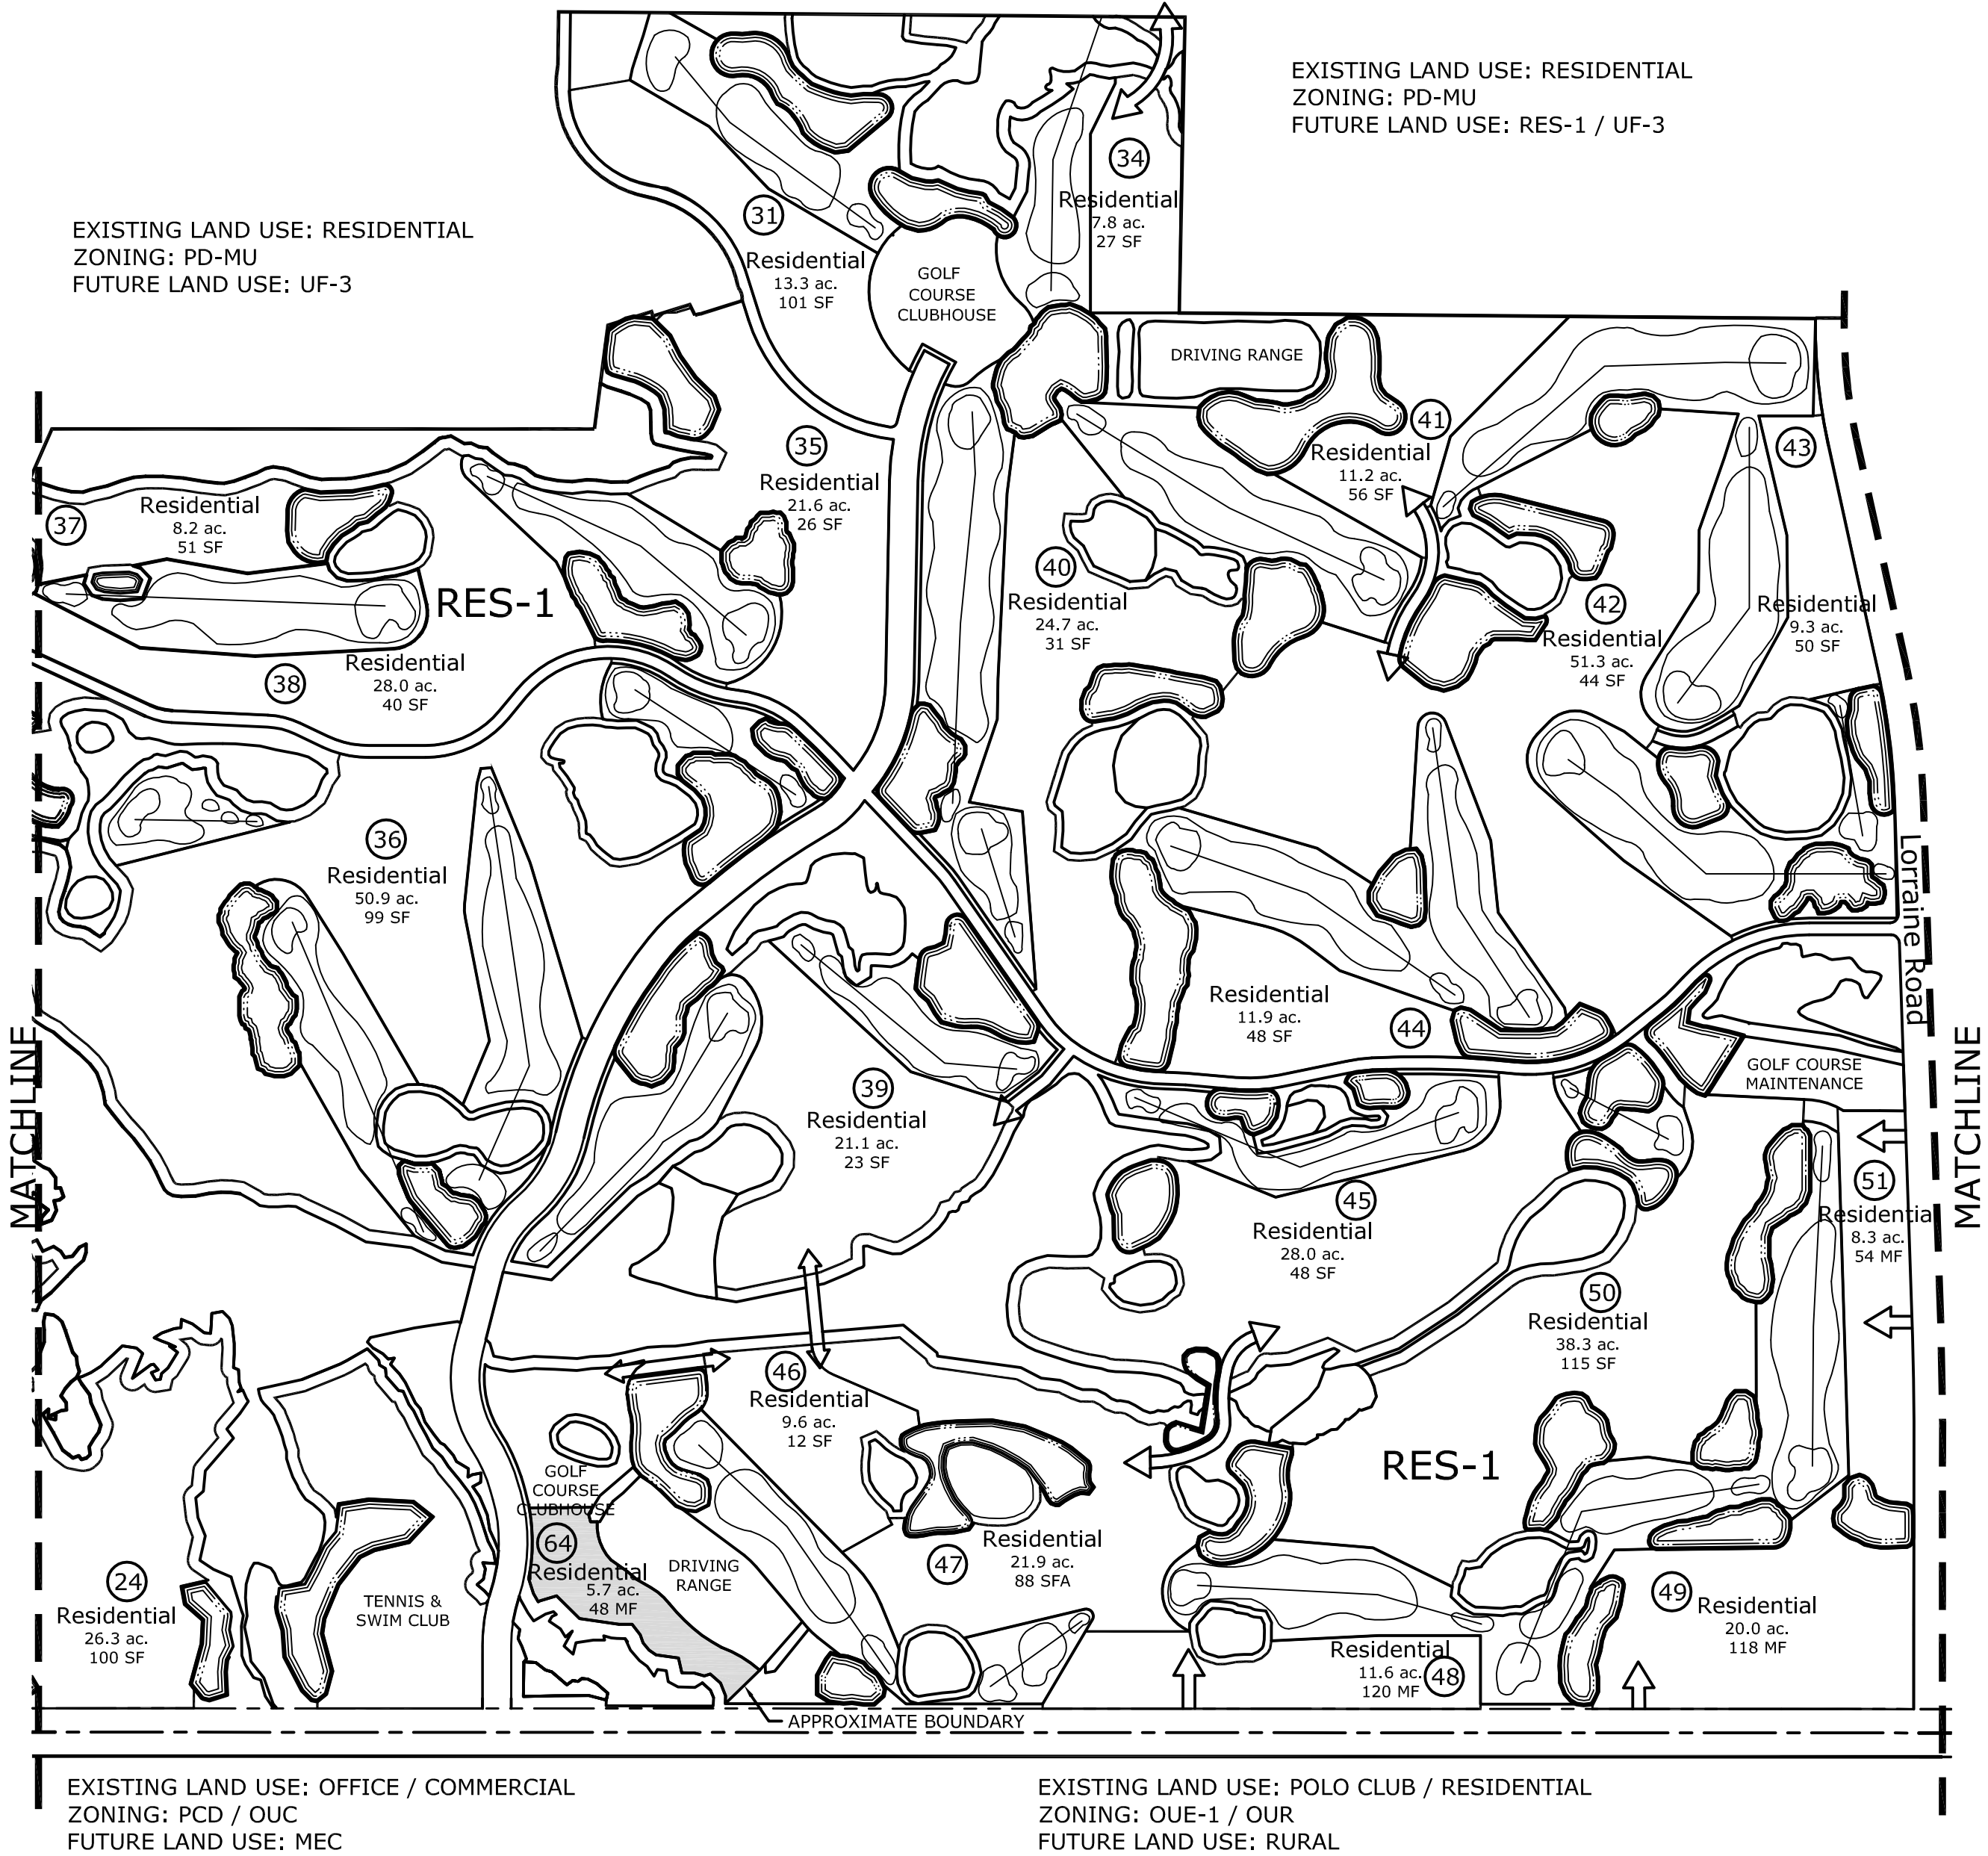 EXISTING LAND USE: RESIDENTIAL
ZONING: PD-MU
FUTURE LAND USE: RES-1 / UF-3
EXISTING LAND USE: RESIDENTIAL
ZONING: PD-MU
FUTURE LAND USE: UF-3
34
Residential
7.8 ac.
27 SF
31
Residential
13.3 ac.
101 SF
GOLF
COURSE
CLUBHOUSE
DRIVING RANGE
41
Residential
11.2 ac.
56 SF
43
Residential
9.3 ac.
50 SF
35
Residential
21.6 ac.
26 SF
37
Residential
8.2 ac.
51 SF
RES-1
40
Residential
24.7 ac.
31 SF
42
Residential
51.3 ac.
44 SF
38
Residential
28.0 ac.
40 SF
36
Residential
50.9 ac.
99 SF
Lorraine Road
Residential
11.9 ac.
48 SF
44
GOLF COURSE
MAINTENANCE
MATCHLINE
MATCHLINE
39
Residential
21.1 ac.
23 SF
45
Residential
28.0 ac.
48 SF
51
Residential
8.3 ac.
54 MF
50
Residential
38.3 ac.
115 SF
46
Residential
9.6 ac.
12 SF
RES-1
GOLF
COURSE
CLUBHOUSE
64
Residential
5.7 ac.
48 MF
DRIVING
RANGE
47
Residential
21.9 ac.
88 SFA
24
Residential
26.3 ac.
100 SF
TENNIS &
SWIM CLUB
49
Residential
20.0 ac.
118 MF
Residential
11.6 ac.
120 MF
48
APPROXIMATE BOUNDARY
EXISTING LAND USE: OFFICE / COMMERCIAL
ZONING: PCD / OUC
FUTURE LAND USE: MEC
EXISTING LAND USE: POLO CLUB / RESIDENTIAL
ZONING: OUE-1 / OUR
FUTURE LAND USE: RURAL